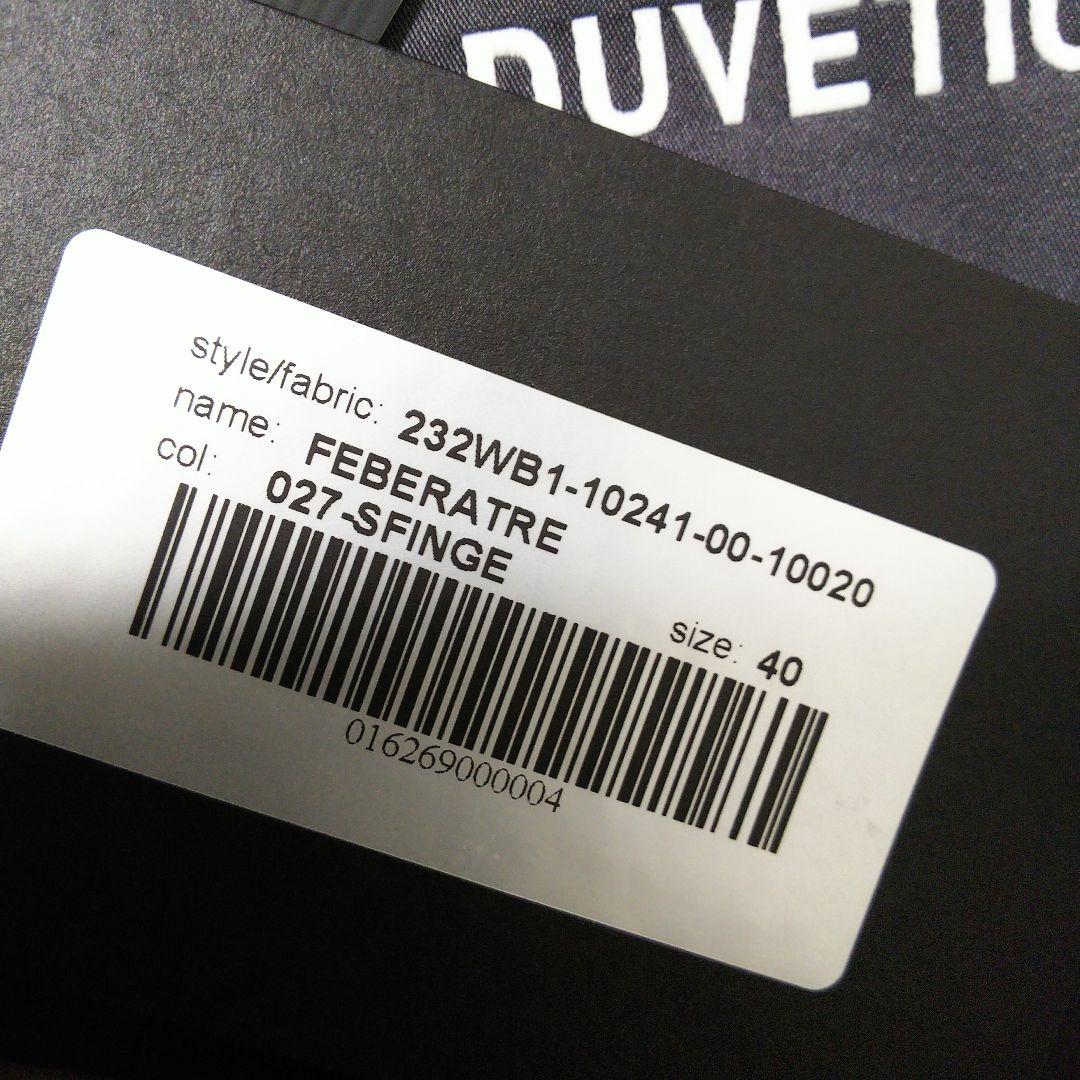 DUVETIC
style/fabric: 232WB1-10241-00-10020
name: FEBERATRE
col: 027-SFINGE
size: 40
016269000004